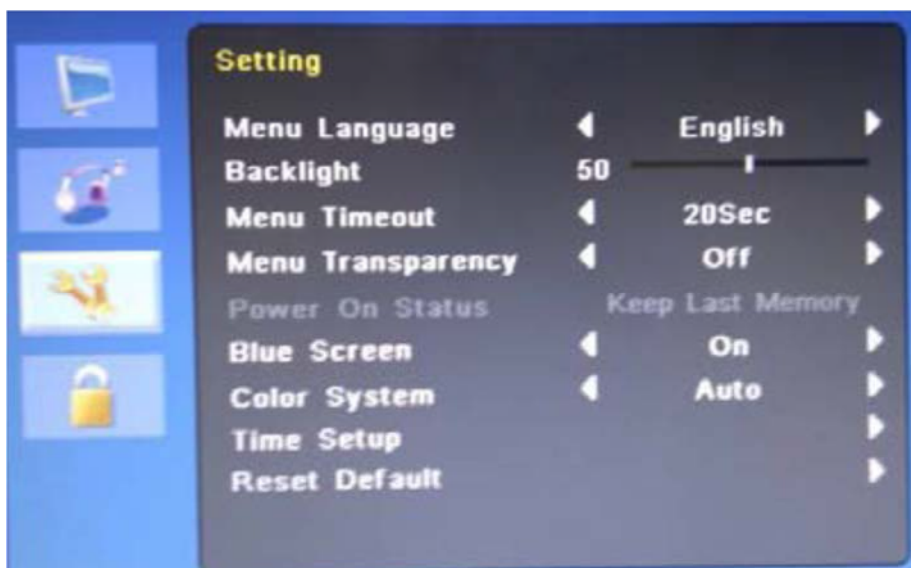 Setting
Menu Language English
Backlight 50
Menu Timeout 20Sec
Menu Transparency Off
Power On Status Keep Last Memory
Blue Screen On
Color System Auto
Time Setup
Reset Default